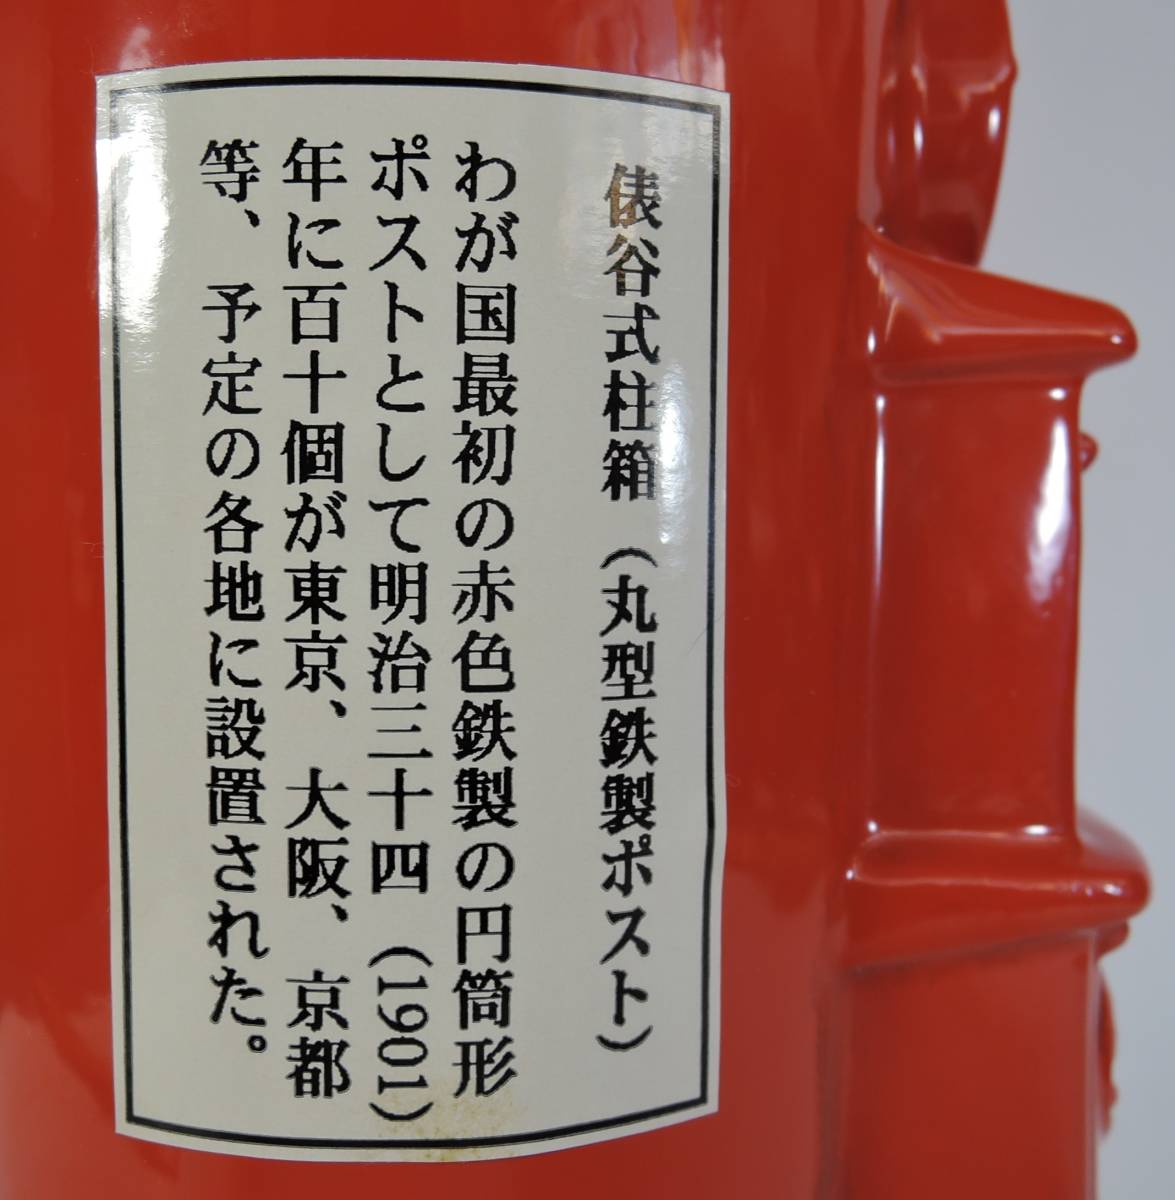 俵谷式柱箱（丸型鉄製ポスト）
わが国最初の赤色鉄製の円筒形
ポストとして明治三十四（1901）
年に百十個が東京、大阪、京都
等、予定の各地に設置された。